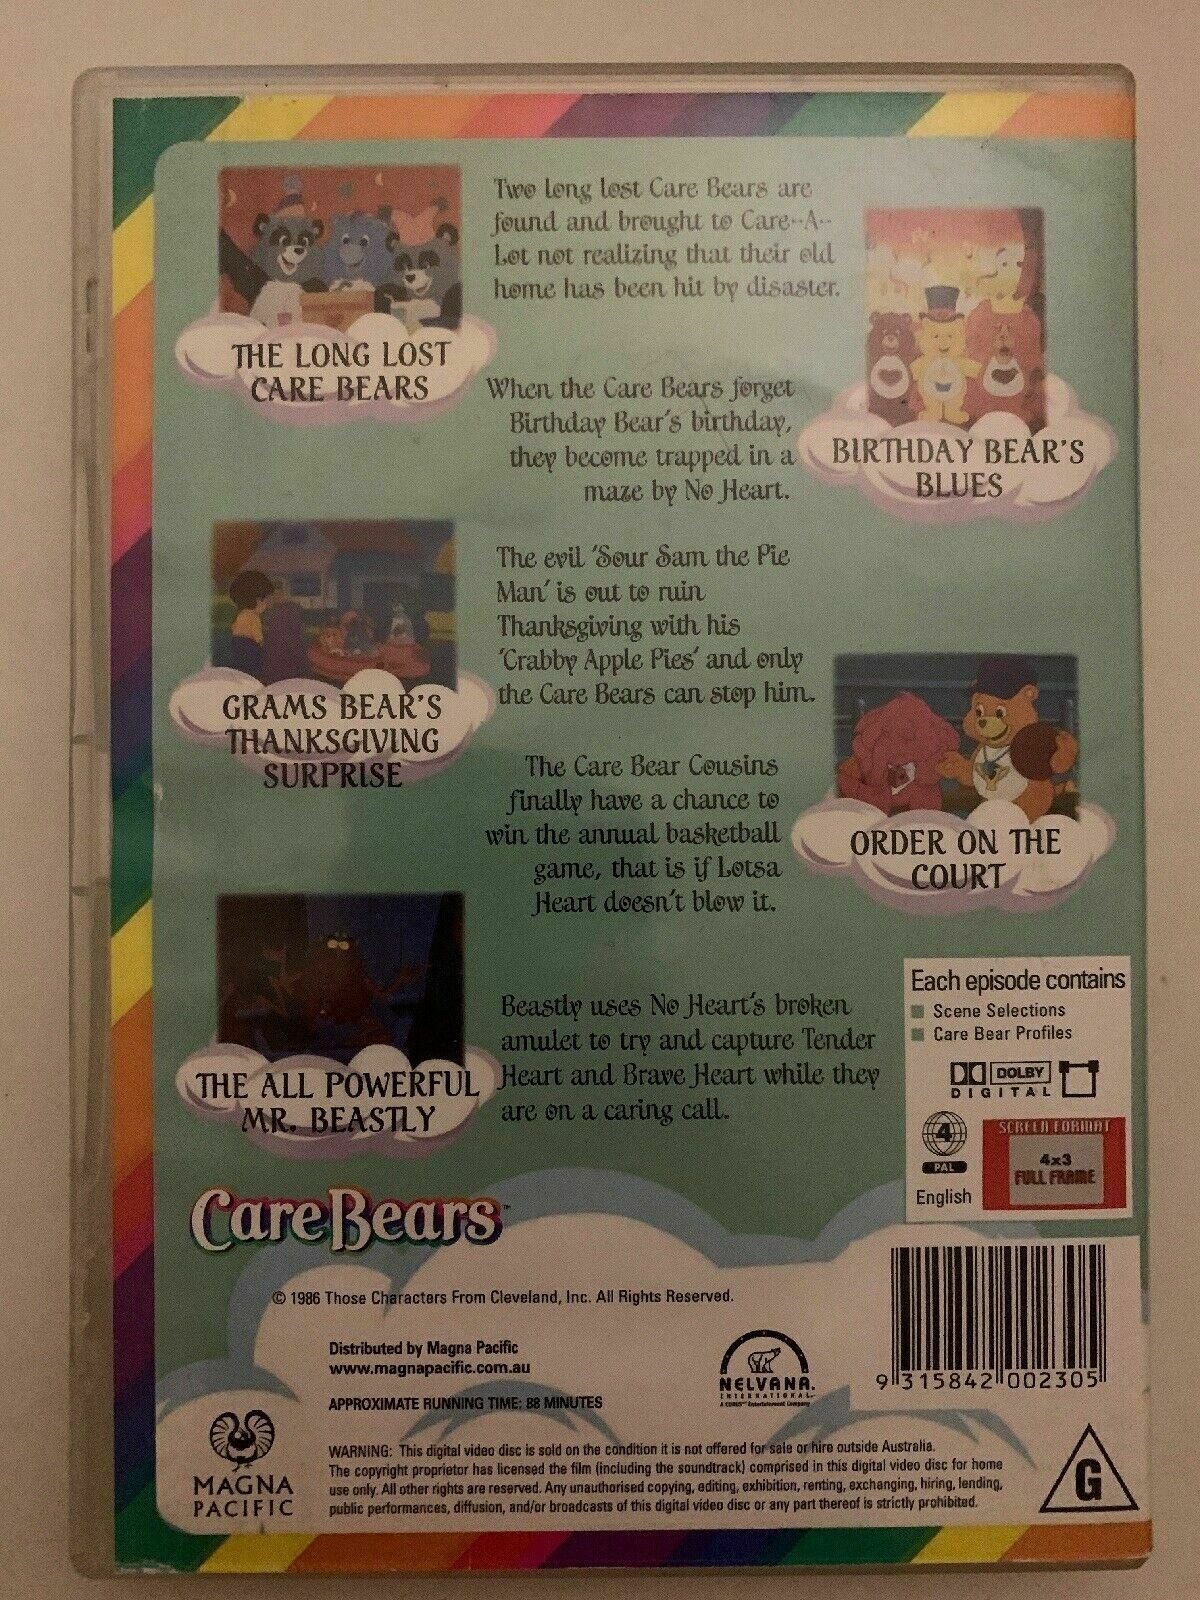 Two long lost Care Bears are
found and brought to Care-A-
Lot not realizing that their old
home has been hit by disaster.
THE LONG LOST
CARE BEARS
When the Care Bears forget
Birthday Bear's birthday,
they become trapped in a
maze by No Heart.
BIRTHDAY BEAR'S
BLUES
The evil 'Sour Sam the Pie
Man' is out to ruin
Thanksgiving with his
'Crabby Apple Pies' and only
the Care Bears can stop him.
GRAMS BEAR'S
THANKSGIVING
SURPRISE
The Care Bear Cousins
finally have a chance to
win the annual basketball
game, that is if Lotsa
Heart doesn't blow it.
ORDER ON THE
COURT
Beastly uses No Heart's broken
amulet to try and capture Tender
Heart and Brave Heart while they
are on a caring call.
THE ALL POWERFUL
MR. BEASTLY
Each episode contains
Scene Selections
Care Bear Profiles
DOLBY
DIGITAL
4
PAL
English
SCREEN FORMAT
4x3
FULL FRAME
Care Bears™
© 1986 Those Characters From Cleveland, Inc. All Rights Reserved.
Distributed by Magna Pacific
www.magnapacific.com.au
APPROXIMATE RUNNING TIME: 88 MINUTES
NELVANA
INTERNATIONAL
A CORUS™ Entertainment Company
9 315842 002305
MAGNA
PACIFIC
WARNING: This digital video disc is sold on the condition it is not offered for sale or hire outside Australia.
The copyright proprietor has licensed the film (including the soundtrack) comprised in this digital video disc for home
use only. All other rights are reserved. Any unauthorised copying, editing, exhibition, renting, exchanging, hiring, lending,
public performances, diffusion, and/or broadcasts of this digital video disc or any part thereof is strictly prohibited.
G